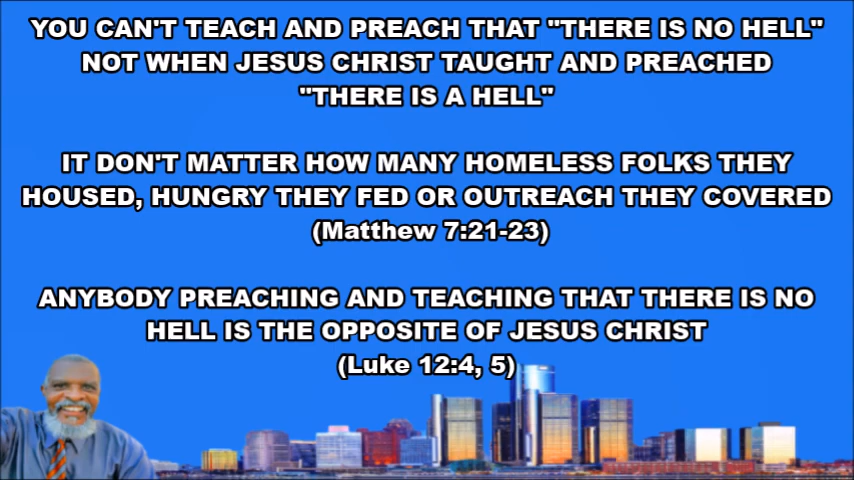 YOU CAN'T TEACH AND PREACH THAT "THERE IS NO HELL"
NOT WHEN JESUS CHRIST TAUGHT AND PREACHED
"THERE IS A HELL"
IT DON'T MATTER HOW MANY HOMELESS FOLKS THEY
HOUSED, HUNGRY THEY FED OR OUTREACH THEY COVERED
(Matthew 7:21-23)
ANYBODY PREACHING AND TEACHING THAT THERE IS NO
HELL IS THE OPPOSITE OF JESUS CHRIST
(Luke 12:4, 5)